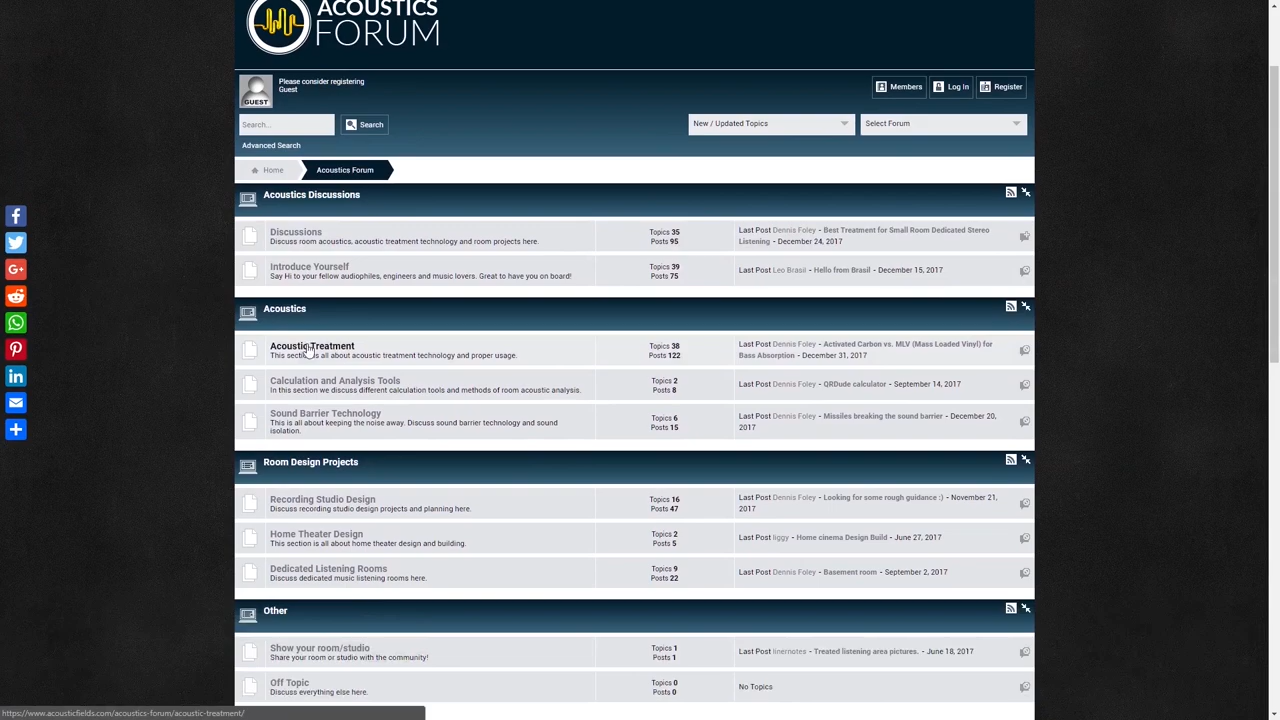 ACOUSTICS
FORUM
Please consider registering
Guest
GUEST
Members
Log In
Register
Search...
Search
New / Updated Topics
Select Forum
Advanced Search
Home
Acoustics Forum
Acoustics Discussions
Discussions
Discuss room acoustics, acoustic treatment technology and room projects here.
Topics 35
Posts 95
Last Post Dennis Foley - Best Treatment for Small Room Dedicated Stereo
Listening - December 24, 2017
Introduce Yourself
Say Hi to your fellow audiophiles, engineers and music lovers. Great to have you on board!
Topics 39
Posts 75
Last Post Leo Brasil - Hello from Brasil - December 15, 2017
Acoustics
Acoustic Treatment
This section is all about acoustic treatment technology and proper usage.
Topics 38
Posts 122
Last Post Dennis Foley - Activated Carbon vs. MLV (Mass Loaded Vinyl) for
Bass Absorption - December 31, 2017
Calculation and Analysis Tools
In this section we discuss different calculation tools and methods of room acoustic analysis.
Topics 2
Posts 8
Last Post Dennis Foley - QRDude calculator - September 14, 2017
Sound Barrier Technology
This is all about keeping the noise away. Discuss sound barrier technology and sound
isolation.
Topics 6
Posts 15
Last Post Dennis Foley - Missiles breaking the sound barrier - December 20,
2017
Room Design Projects
Recording Studio Design
Discuss recording studio design projects and planning here.
Topics 16
Posts 47
Last Post Dennis Foley - Looking for some rough guidance :) - November 21,
2017
Home Theater Design
This section is all about home theater design and building.
Topics 2
Posts 5
Last Post liggy - Home cinema Design Build - June 27, 2017
Dedicated Listening Rooms
Discuss dedicated music listening rooms here.
Topics 9
Posts 22
Last Post Dennis Foley - Basement room - September 2, 2017
Other
Show your room/studio
Share your room or studio with the community!
Topics 1
Posts 1
Last Post linernotes - Treated listening area pictures. - June 18, 2017
Off Topic
Discuss everything else here.
Topics 0
Posts 0
No Topics
https://www.acousticfields.com/acoustics-forum/acoustic-treatment/